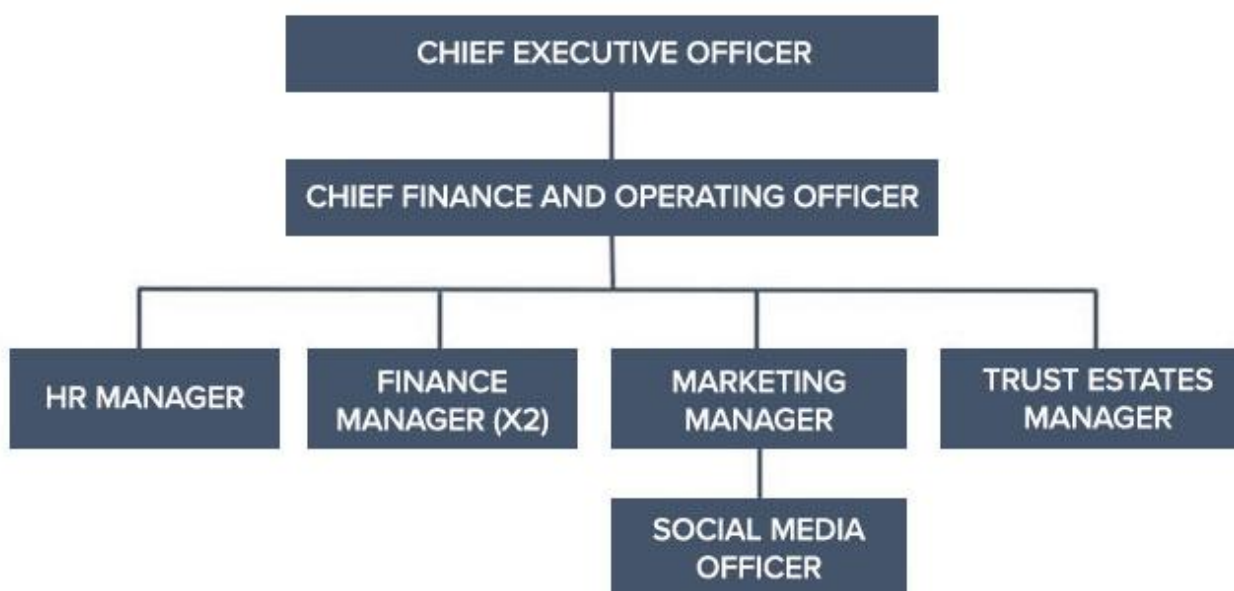 CHIEF EXECUTIVE OFFICER
CHIEF FINANCE AND OPERATING OFFICER
HR MANAGER
FINANCE
MANAGER (X2)
MARKETING
MANAGER
TRUST ESTATES
MANAGER
SOCIAL MEDIA
OFFICER